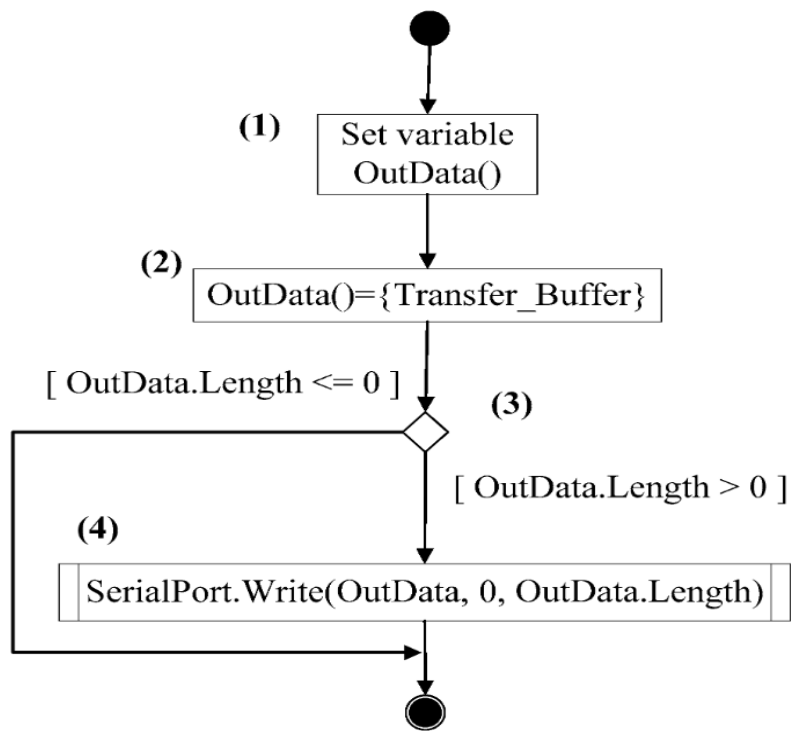 (1)
Set variable
OutData()
(2)
OutData()={Transfer_Buffer}
[ OutData.Length <= 0 ]
(3)
[ OutData.Length > 0 ]
(4)
SerialPort.Write(OutData, 0, OutData.Length)